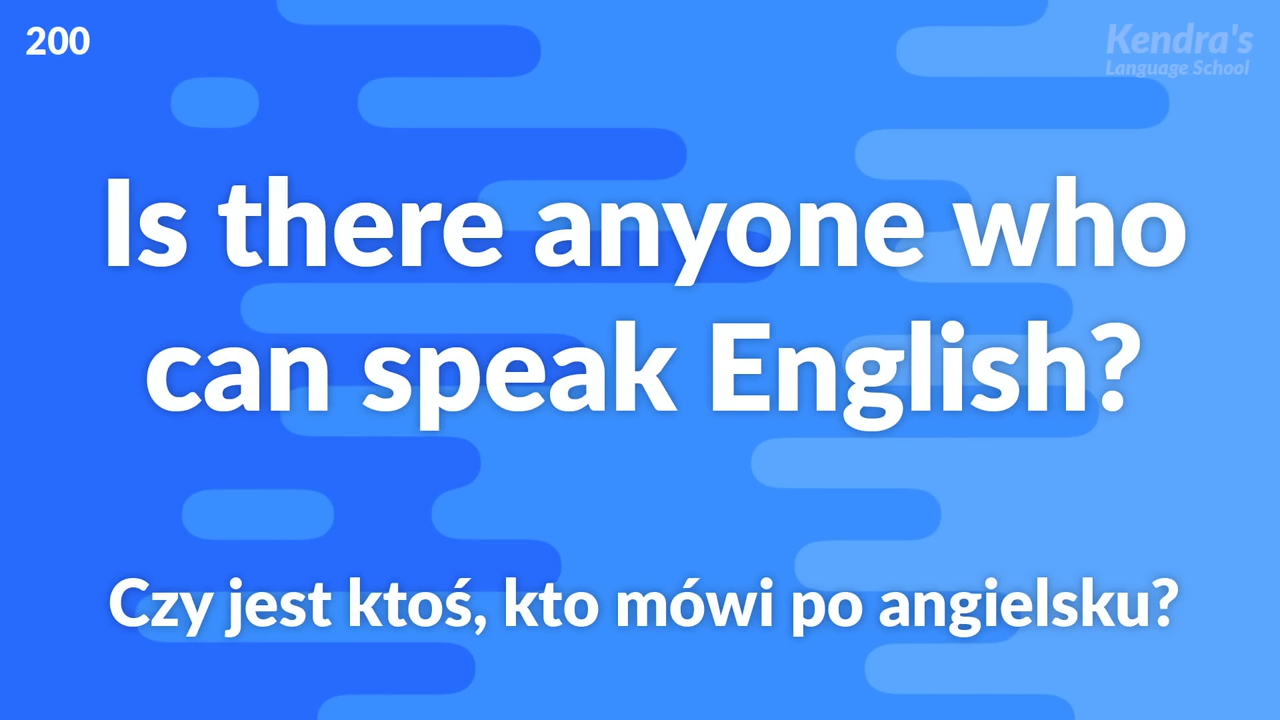 200
Kendra's
Language School
Is there anyone who
can speak English?
Czy jest ktoś, kto mówi po angielsku?